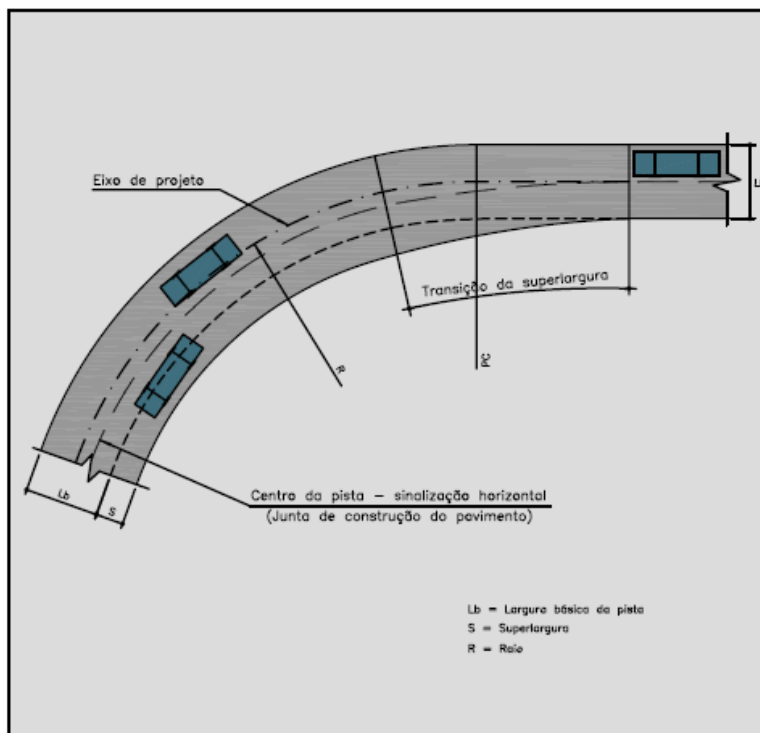 Eixo de projeto
L
Transição da superlargura
R
PC
Lb
S
Centro da pista – sinalização horizontal
(Junta de construção do pavimento)
Lb = Largura básica da pista
S = Superlargura
R = Raio